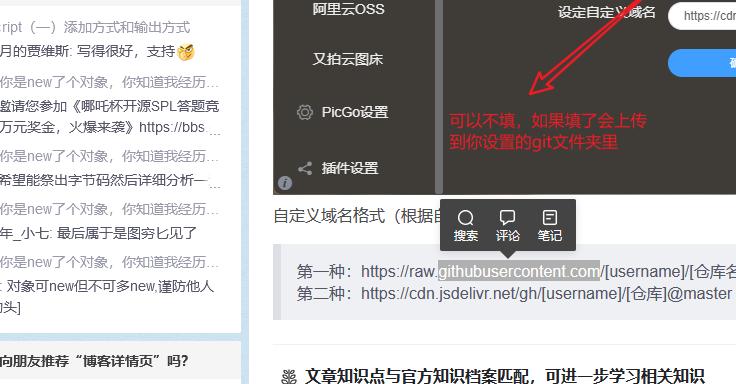 cript（一）添加方式和输出方式
月的贾维斯: 写得很好，支持
你是new了个对象，你知道我经历…
邀请您参加《哪吒杯开源SPL答题竞
万元奖金，火爆来袭》https://bbs.…
你是new了个对象，你知道我经历…
希望能祭出字节码然后详细分析一…
你是new了个对象，你知道我经历…
年_小七: 最后属于是图穷匕见了
你是new了个对象，你知道我经历…
: 对象可new但不可多new,谨防他人
的头]
向朋友推荐“博客详情页”吗?
阿里云OSS
又拍云图床
PicGo设置
插件设置
设定自定义域名
https://cdn
可以不填，如果填了会上传
到你设置的git文件夹里
自定义域名格式（根据
搜索 评论 笔记
第一种：https://raw.githubusercontent.com/[username]/[仓库名
第二种：https://cdn.jsdelivr.net/gh/[username]/[仓库]@master
文章知识点与官方知识档案匹配，可进一步学习相关知识